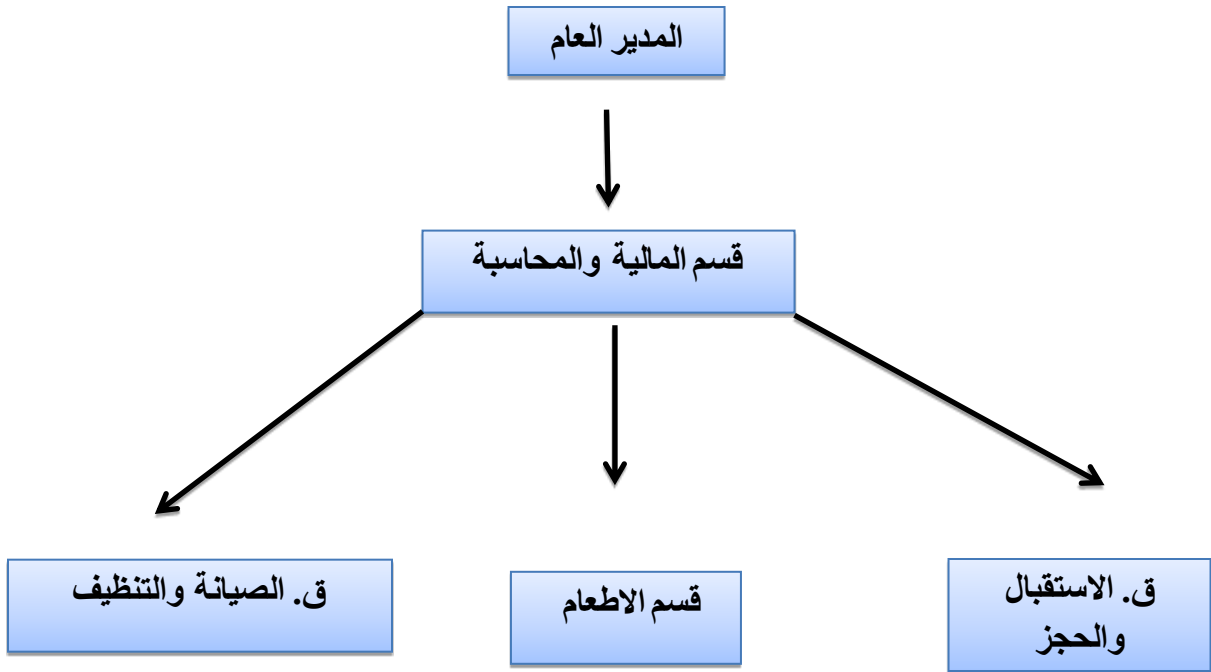 المدير العام
قسم المالية والمحاسبة
ق. الاستقبال
والحجز
قسم الاطعام
ق. الصيانة والتنظيف